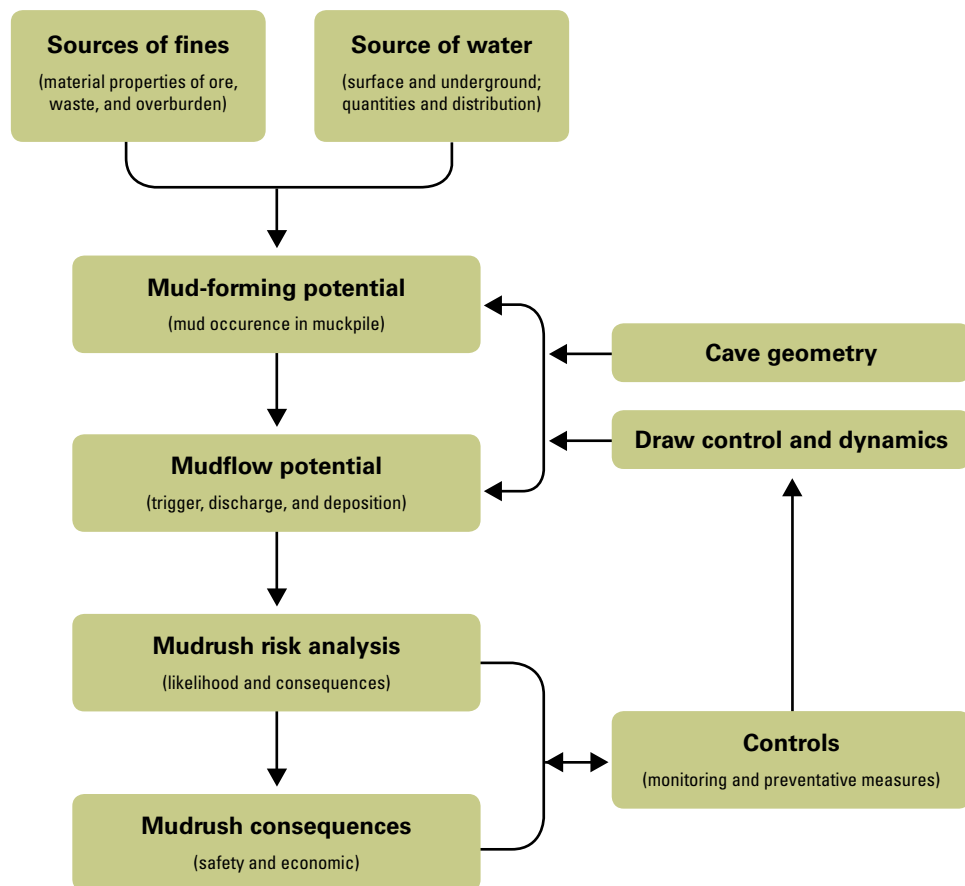 Sources of fines
(material properties of ore,
waste, and overburden)
Source of water
(surface and underground;
quantities and distribution)
Mud-forming potential
(mud occurence in muckpile)
Cave geometry
Draw control and dynamics
Mudflow potential
(trigger, discharge, and deposition)
Mudrush risk analysis
(likelihood and consequences)
Controls
(monitoring and preventative measures)
Mudrush consequences
(safety and economic)